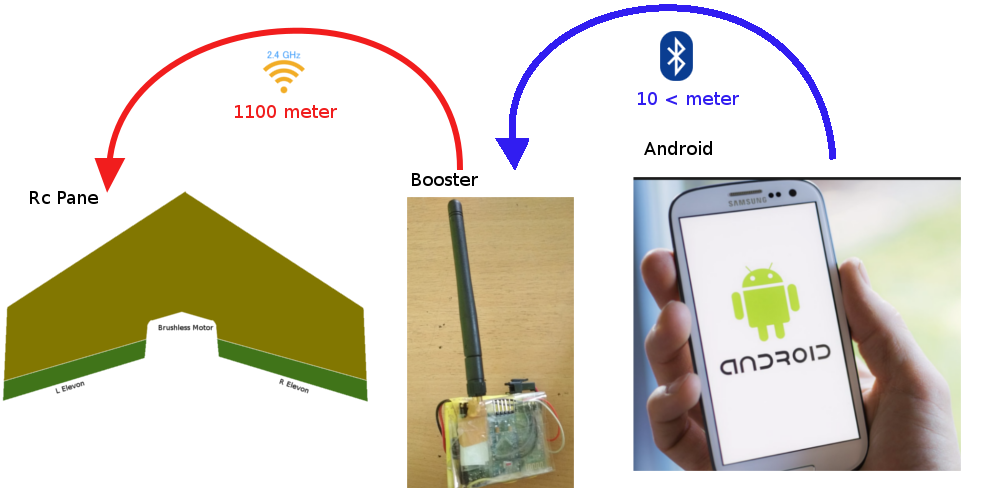 2.4 GHz
1100 meter
10 < meter
Android
Booster
Rc Pane
SAMSUNG
Brushless Motor
L Elevon
R Elevon
ANDROID